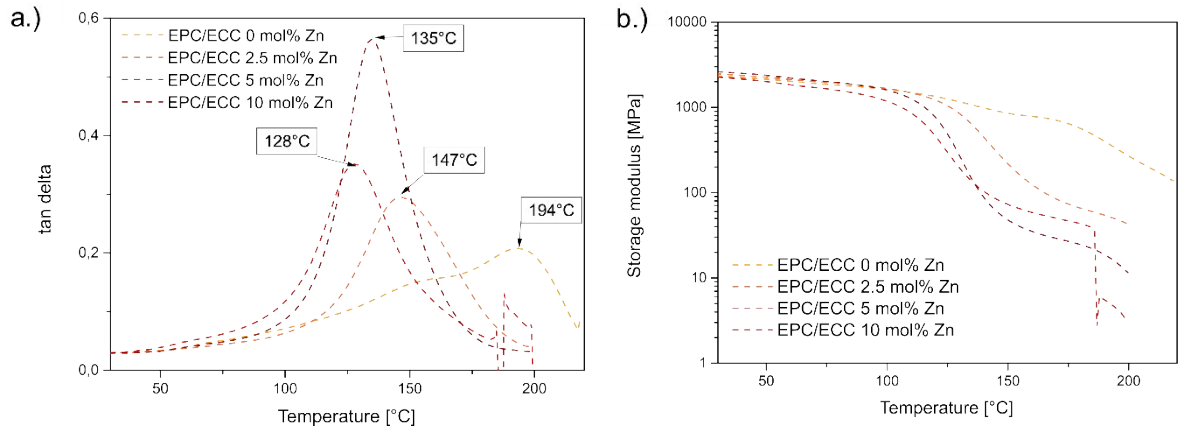 a.)
0,6
0,4
0,2
0,0
tan delta
EPC/ECC 0 mol% Zn
EPC/ECC 2.5 mol% Zn
EPC/ECC 5 mol% Zn
EPC/ECC 10 mol% Zn
135°C
128°C
147°C
194°C
50
100
150
200
Temperature [°C]
b.)
10000
1000
100
10
1
Storage modulus [MPa]
EPC/ECC 0 mol% Zn
EPC/ECC 2.5 mol% Zn
EPC/ECC 5 mol% Zn
EPC/ECC 10 mol% Zn
50
100
150
200
Temperature [°C]